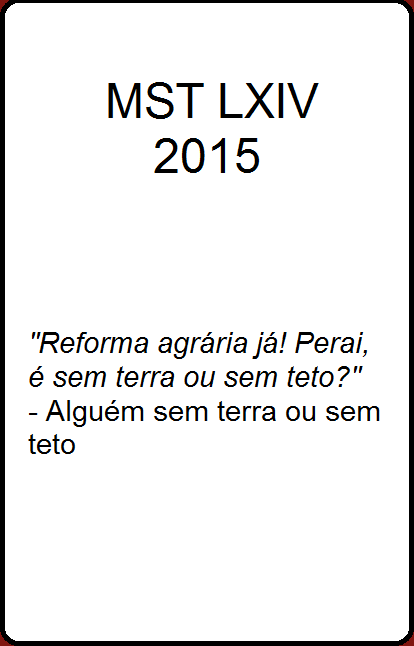 MST LXIV
2015
"Reforma agrária já! Perai,
é sem terra ou sem teto?"
- Alguém sem terra ou sem
teto